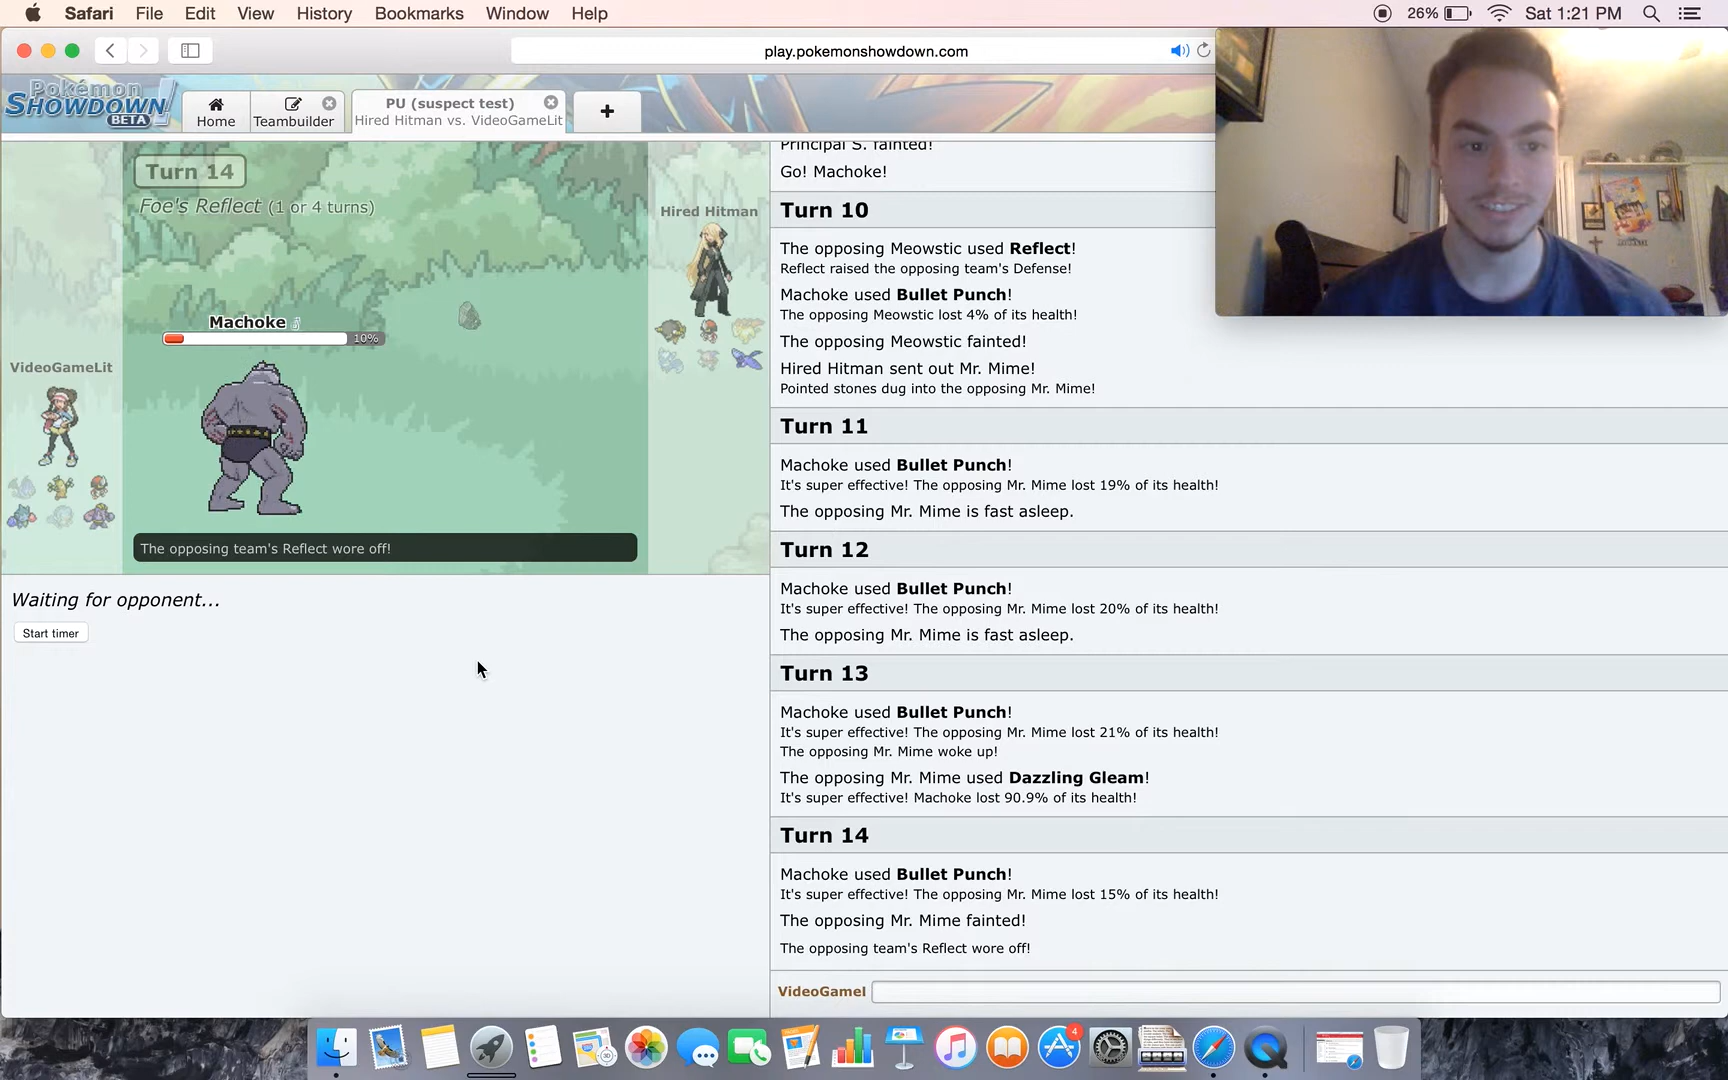 Safari File Edit View History Bookmarks Window Help 26% Sat 1:21 PM
play.pokemonshowdown.com
Pokémon
SHOWDOWN!
BETA
Home
Teambuilder
PU (suspect test)
Hired Hitman vs. VideoGameLit
+
Turn 14
Foe's Reflect (1 or 4 turns)
Hired Hitman
Machoke
10%
VideoGameLit
The opposing team's Reflect wore off!
Waiting for opponent...
Start timer
Principal S. fainted!
Go! Machoke!
Turn 10
The opposing Meowstic used Reflect!
Reflect raised the opposing team's Defense!
Machoke used Bullet Punch!
The opposing Meowstic lost 4% of its health!
The opposing Meowstic fainted!
Hired Hitman sent out Mr. Mime!
Pointed stones dug into the opposing Mr. Mime!
Turn 11
Machoke used Bullet Punch!
It's super effective! The opposing Mr. Mime lost 19% of its health!
The opposing Mr. Mime is fast asleep.
Turn 12
Machoke used Bullet Punch!
It's super effective! The opposing Mr. Mime lost 20% of its health!
The opposing Mr. Mime is fast asleep.
Turn 13
Machoke used Bullet Punch!
It's super effective! The opposing Mr. Mime lost 21% of its health!
The opposing Mr. Mime woke up!
The opposing Mr. Mime used Dazzling Gleam!
It's super effective! Machoke lost 90.9% of its health!
Turn 14
Machoke used Bullet Punch!
It's super effective! The opposing Mr. Mime lost 15% of its health!
The opposing Mr. Mime fainted!
The opposing team's Reflect wore off!
VideoGameI
3D
4